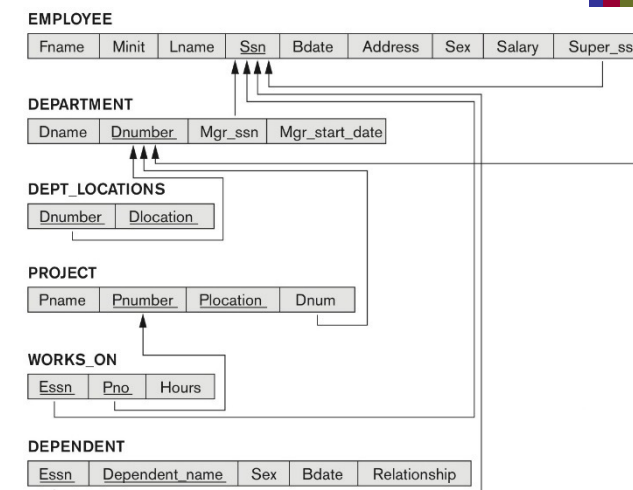 EMPLOYEE
Fname Minit Lname Ssn Bdate Address Sex Salary Super_ss
DEPARTMENT
Dname Dnumber Mgr_ssn Mgr_start_date
DEPT_LOCATIONS
Dnumber Dlocation
PROJECT
Pname Pnumber Plocation Dnum
WORKS_ON
Essn Pno Hours
DEPENDENT
Essn Dependent_name Sex Bdate Relationship